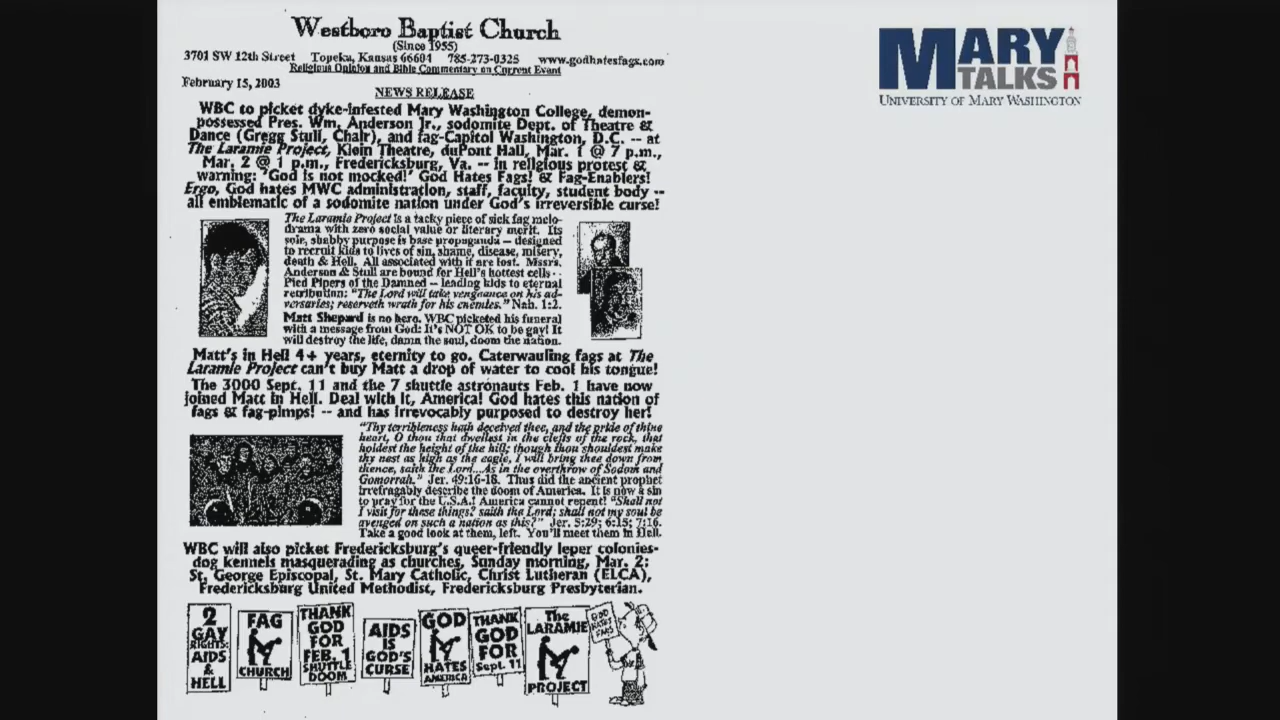 Westboro Baptist Church
(Since 1955)
3701 SW 12th Street Topeka, Kansas 66604 785-273-0325 www.godhatesfags.com
Religious Opinion and Bible Commentary on Current Event
February 15, 2003
NEWS RELEASE
WBC to picket dyke-infested Mary Washington College, demon-
possessed Pres. Wm. Anderson Jr., sodomite Dept. of Theatre &
Dance (Gregg Stull, Chair), and fag-Capitol Washington, D.C. -- at
The Laramie Project, Klein Theatre, duPont Hall, Mar. 1 @ 7 p.m.,
Mar. 2 @ 1 p.m., Fredericksburg, Va. -- in religious protest &
warning: "God is not mocked!" God Hates Fags! & Fag-Enablers!
Ergo, God hates MWC administration, staff, faculty, student body --
all emblematic of a sodomite nation under God's irreversible curse!
The Laramie Project is a tacky piece of sick fag melo-
drama with zero social value or literary merit. Its
sole, shabby purpose is base propaganda -- designed
to recruit kids to lives of sin, shame, disease, misery,
death & Hell. All associated with it are lost. Mssrs.
Anderson & Stull are bound for Hell's hottest cells --
Pied Pipers of the Damned -- leading kids to eternal
retribution: "The Lord will take vengeance on his ad-
versaries; reserveth wrath for his enemies." Nah. 1:2.
Matt Shepard is no hero. WBC picketed his funeral
with a message from God: It's NOT OK to be gay! It
will destroy the life, damn the soul, doom the nation.
Matt's in Hell 4+ years, eternity to go. Caterwauling fags at The
Laramie Project can't buy Matt a drop of water to cool his tongue!
The 3000 Sept. 11 and the 7 shuttle astronauts Feb. 1 have now
joined Matt in Hell. Deal with it, America! God hates this nation of
fags & fag-pimps! -- and has irrevocably purposed to destroy her!
"Thy terribleness hath deceived thee, and the pride of thine
heart, O thou that dwellest in the clefts of the rock, that
holdest the height of the hill; though thou shouldest make
thy nest as high as the eagle, I will bring thee down from
thence, saith the Lord...As in the overthrow of Sodom and
Gomorrah." Jer. 49:16-18. Thus did the ancient prophet
irrefragably describe the doom of America. It is now a sin
to pray for the U.S.A.! America cannot repent! "Shall not
I visit for these things? saith the Lord; shall not my soul be
avenged on such a nation as this?" Jer. 5:29; 6:15; 7:16.
Take a good look at them, left. You'll meet them in Hell.
WBC will also picket Fredericksburg's queer-friendly leper colonies-
dog kennels masquerading as churches, Sunday morning, Mar. 2:
St. George Episcopal, St. Mary Catholic, Christ Lutheran (ELCA),
Fredericksburg United Methodist, Fredericksburg Presbyterian.
2
GAY
RIGHTS:
AIDS
&
HELL
FAG
CHURCH
THANK
GOD
FOR
FEB. 1
SHUTTLE
DOOM
AIDS
IS
GOD'S
CURSE
GOD
HATES
AMERICA
THANK
GOD
FOR
Sept. 11
The
LARAMIE
PROJECT
GOD
HATES
FAGS
MARY
TALKS
UNIVERSITY OF MARY WASHINGTON